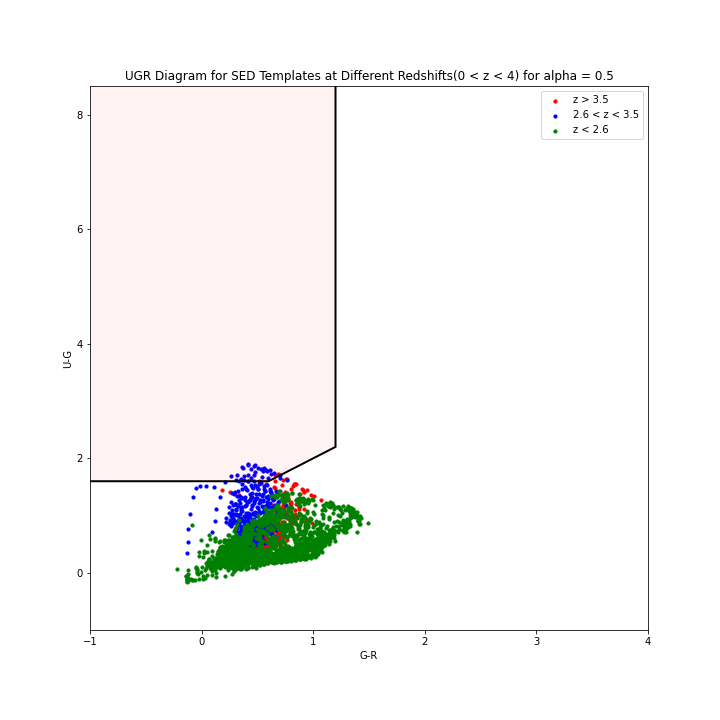 UGR Diagram for SED Templates at Different Redshifts(0 < z < 4) for alpha = 0.5
z > 3.5
2.6 < z < 3.5
z < 2.6
8
6
4
2
0
U-G
−1
0
1
2
3
4
G-R